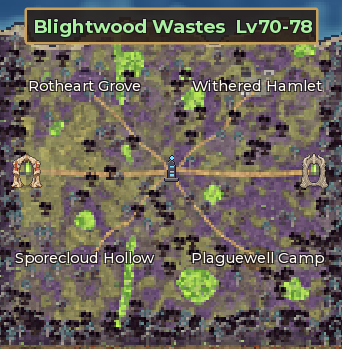 Blightwood Wastes Lv70-78
Rotheart Grove
Withered Hamlet
Sporecloud Hollow
Plaguewell Camp